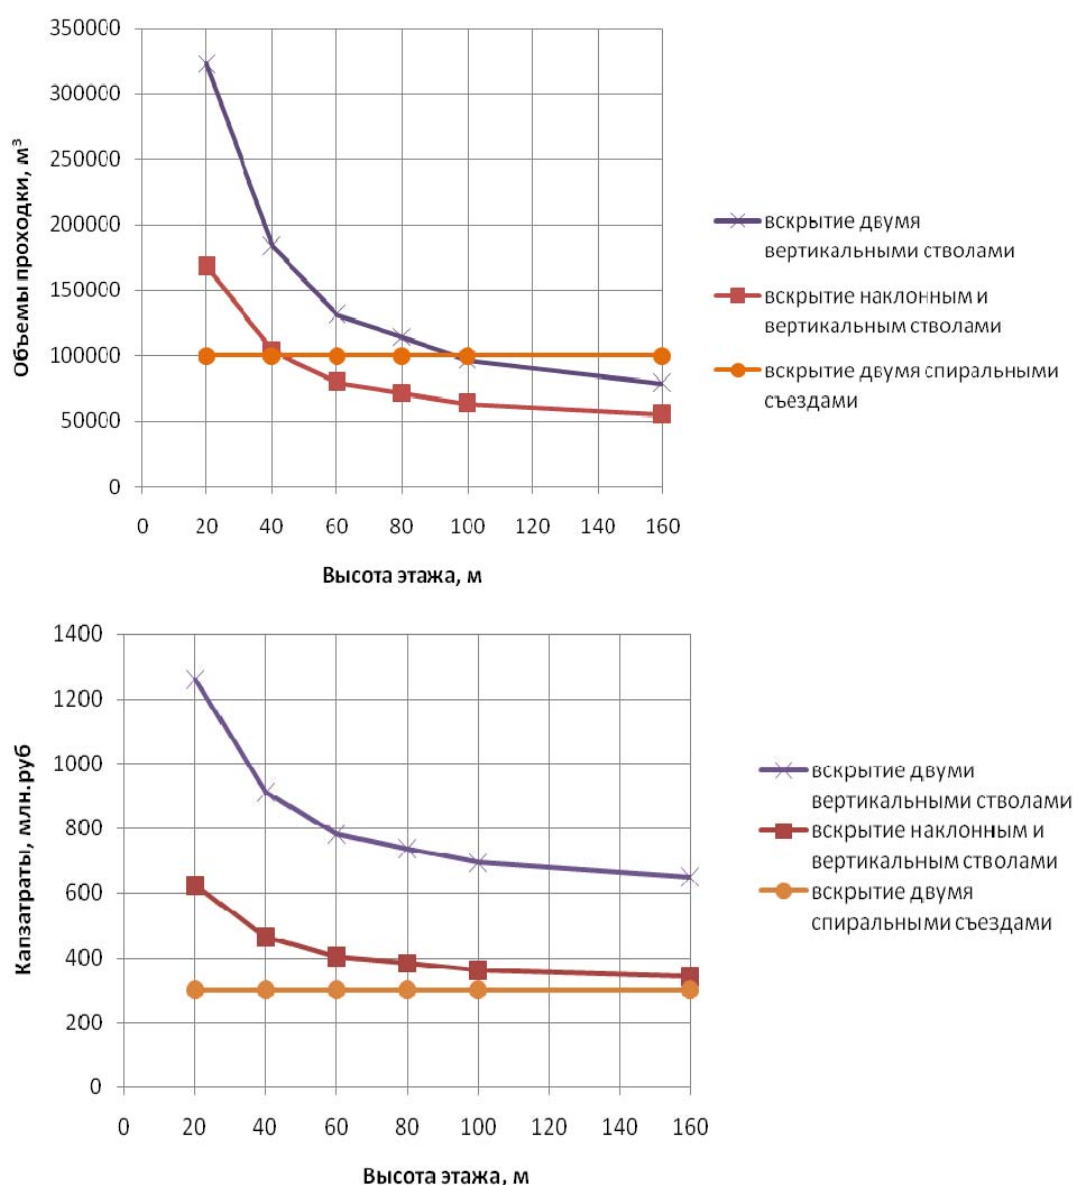 350000
300000
250000
200000
150000
100000
50000
0
Объемы проходки, м³
0 20 40 60 80 100 120 140 160
Высота этажа, м
вскрытие двумя
вертикальными стволами
вскрытие наклонным и
вертикальным стволами
вскрытие двумя спиральными
съездами
1400
1200
1000
800
600
400
200
0
Капзатраты, млн.руб
0 20 40 60 80 100 120 140 160
Высота этажа, м
вскрытие двуми
вертикальными стволами
вскрытие наклонным и
вертикальным стволами
вскрытие двумя
спиральными съездами